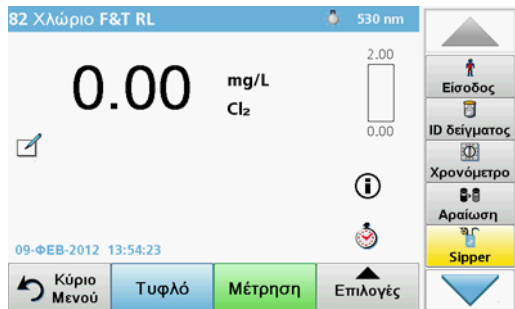 82 Χλώριο F&T RL
530 nm
0.00
mg/L
Cl₂
2.00
0.00
09-ΦΕΒ-2012 13:54:23
Κύριο
Μενού
Τυφλό
Μέτρηση
Επιλογές
Είσοδος
ID δείγματος
Χρονόμετρο
Αραίωση
Sipper